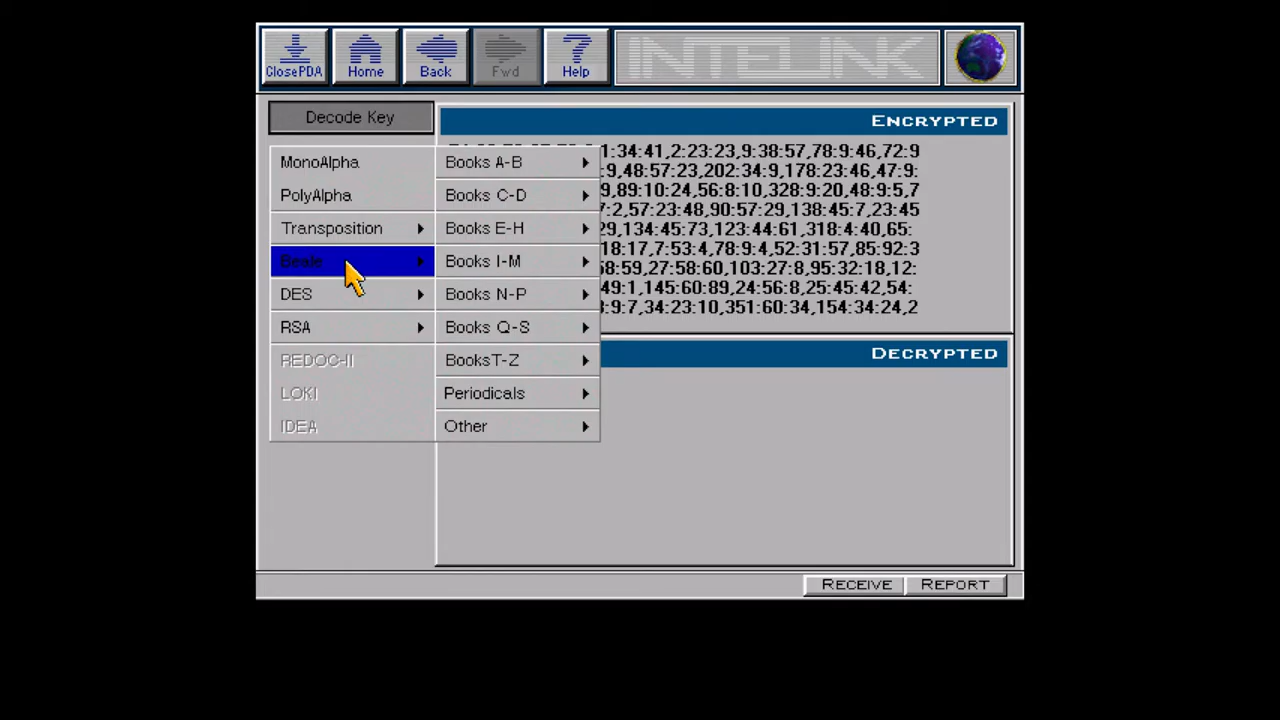 ClosePDA Home Back Fwd Help INTELINK
Decode Key
ENCRYPTED
1:34:41,2:23:23,9:38:57,78:9:46,72:9
:9,48:57:23,202:34:9,178:23:46,47:9:
9,89:10:24,56:8:10,328:9:20,48:9:5,7
7:2,57:23:48,90:57:29,138:45:7,23:45
29,134:45:73,123:44:61,318:4:40,65:
18:17,7:53:4,78:9:4,52:31:57,85:92:3
58:59,27:58:60,103:27:8,95:32:18,12:
49:1,145:60:89,24:56:8,25:45:42,54:
:9:7,34:23:10,351:60:34,154:34:24,2
MonoAlpha
PolyAlpha
Transposition
Beale
DES
RSA
REDOC-II
LOKI
IDEA
Books A-B
Books C-D
Books E-H
Books I-M
Books N-P
Books Q-S
BooksT-Z
Periodicals
Other
DECRYPTED
RECEIVE REPORT